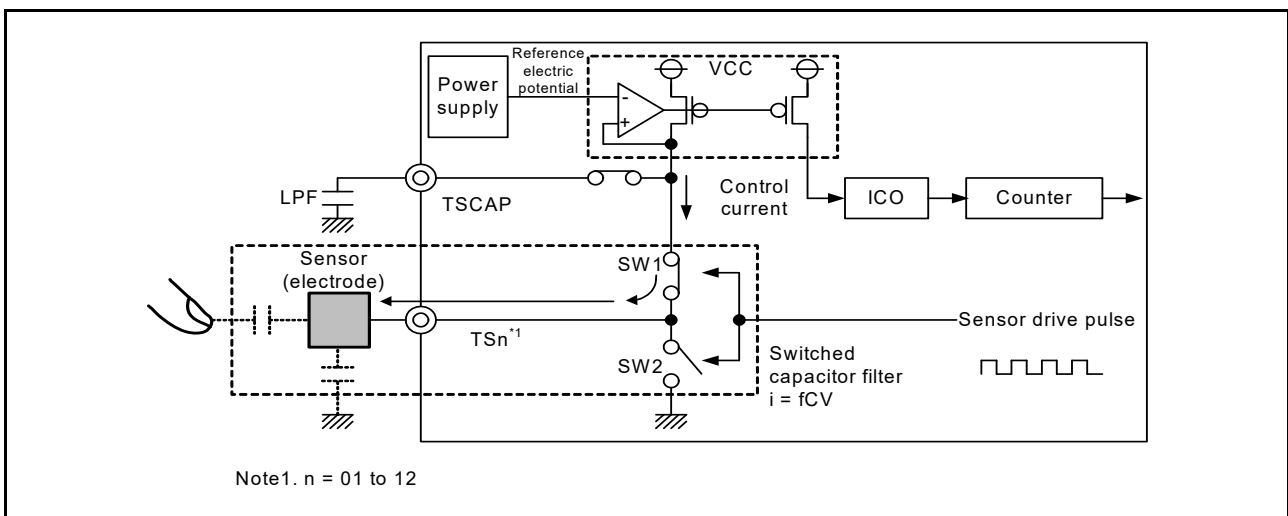 Power
supply
Reference
electric
potential
VCC
LPF
TSCAP
Control
current
ICO
Counter
Sensor
(electrode)
SW1
TSn*1
SW2
Sensor drive pulse
Switched
capacitor filter
i = fCV
Note1. n = 01 to 12